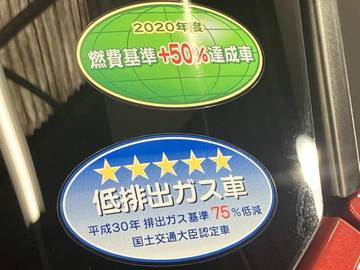 2020年度
燃費基準+50%達成車
★★★★★
低排出ガス車
平成30年 排出ガス基準 75%低減
国土交通大臣認定車